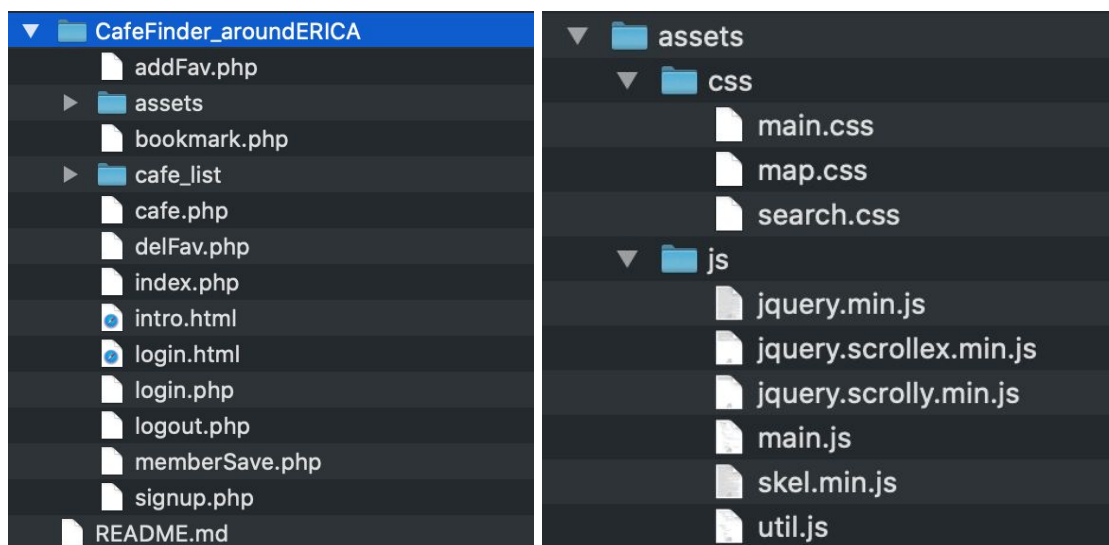 CafeFinder_aroundERICA
addFav.php
assets
bookmark.php
cafe_list
cafe.php
delFav.php
index.php
intro.html
login.html
login.php
logout.php
memberSave.php
signup.php
README.md
assets
css
main.css
map.css
search.css
js
jquery.min.js
jquery.scrollex.min.js
jquery.scrolly.min.js
main.js
skel.min.js
util.js